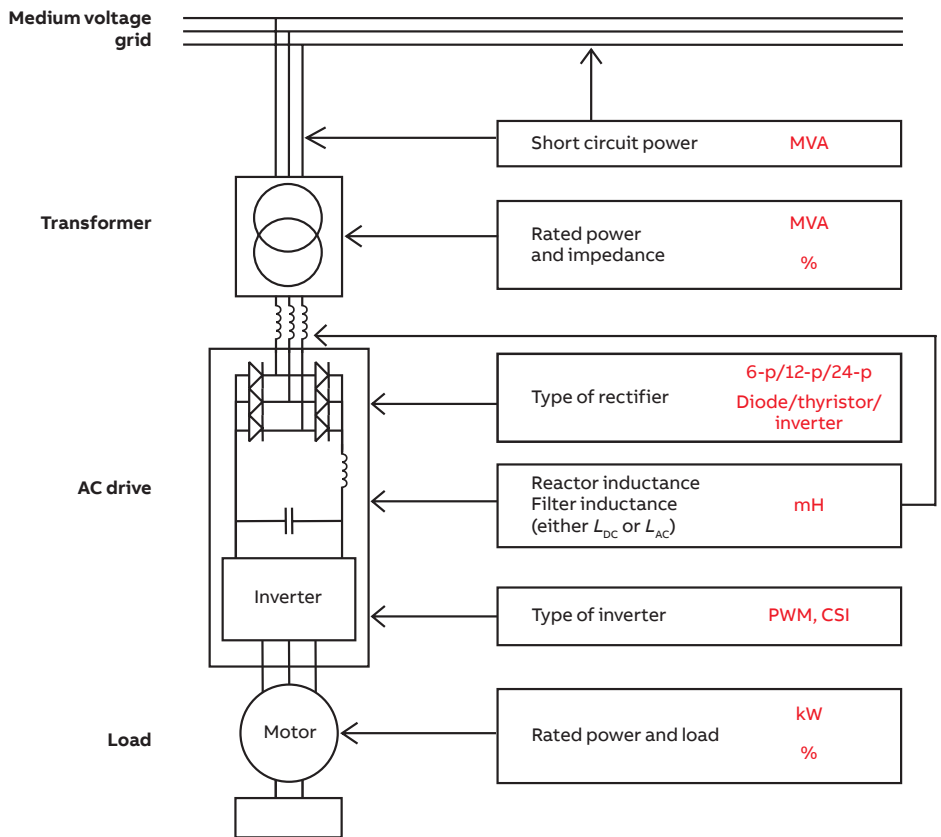 Medium voltage
grid
Short circuit power MVA
Transformer
Rated power
and impedance
MVA
%
Type of rectifier
6-p/12-p/24-p
Diode/thyristor/
inverter
AC drive
Reactor inductance
Filter inductance
(either L_DC or L_AC)
mH
Inverter
Type of inverter PWM, CSI
Load
Motor
Rated power and load
kW
%